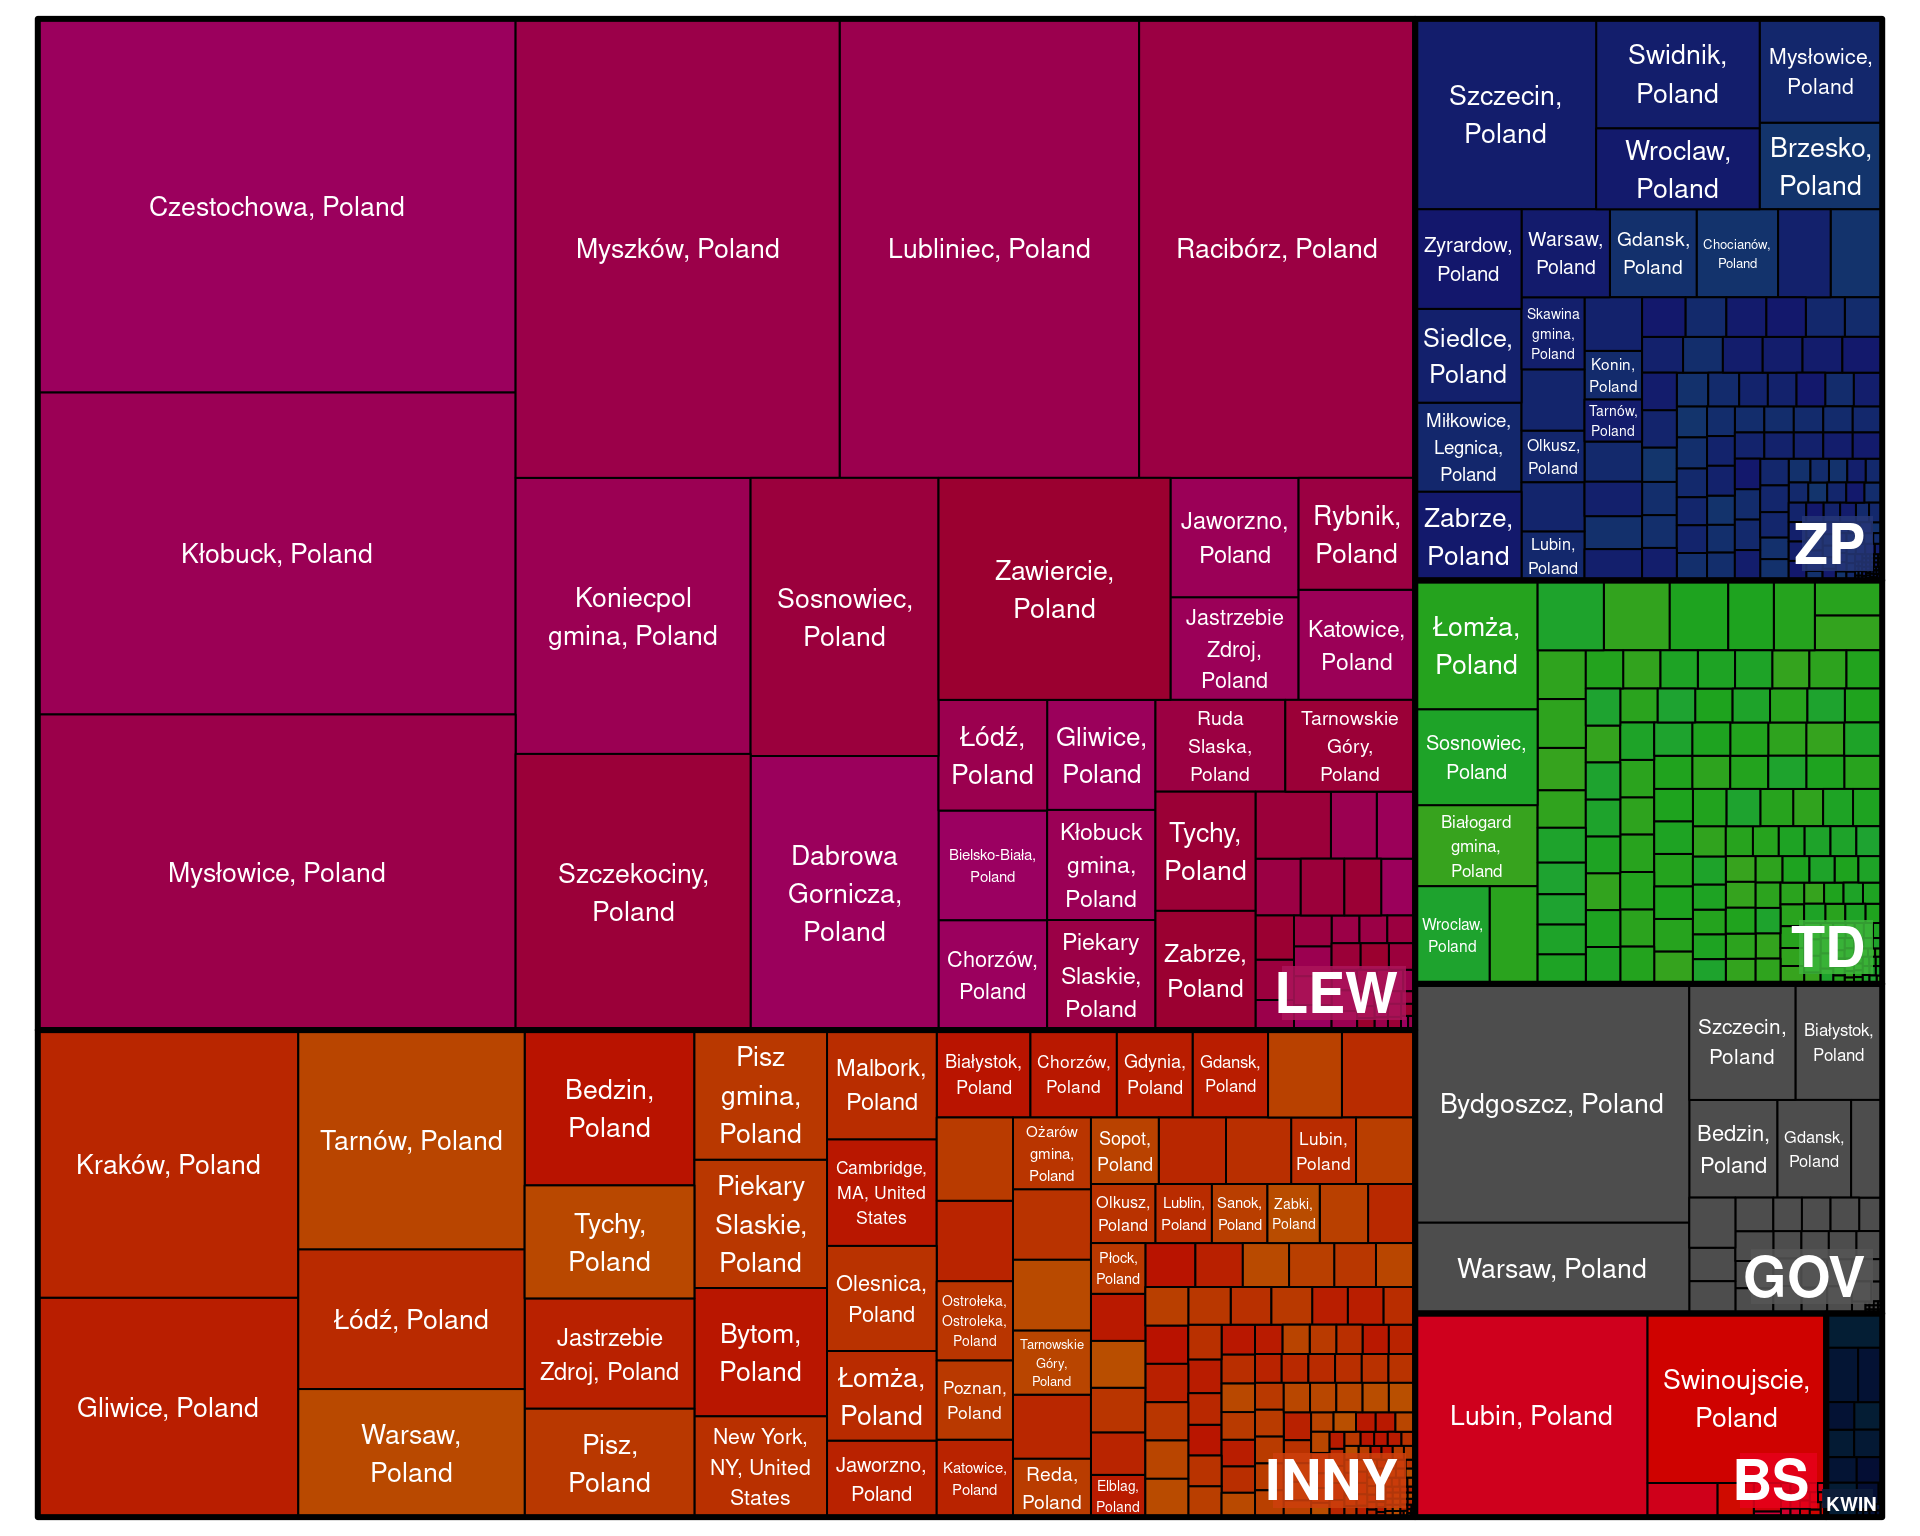 Czestochowa, Poland
Kłobuck, Poland
Mysłowice, Poland
Myszków, Poland
Lubliniec, Poland
Racibórz, Poland
Koniecpol
gmina, Poland
Szczekociny,
Poland
Sosnowiec,
Poland
Dabrowa
Gornicza,
Poland
Zawiercie,
Poland
Jaworzno,
Poland
Jastrzebie
Zdroj,
Poland
Rybnik,
Poland
Katowice,
Poland
Łódź,
Poland
Bielsko-Biała,
Poland
Chorzów,
Poland
Gliwice,
Poland
Kłobuck
gmina,
Poland
Piekary
Slaskie,
Poland
Ruda
Slaska,
Poland
Tarnowskie
Góry,
Poland
Tychy,
Poland
Zabrze,
Poland
LEW
Kraków, Poland
Gliwice, Poland
Tarnów, Poland
Łódź, Poland
Warsaw,
Poland
Bedzin,
Poland
Tychy,
Poland
Jastrzebie
Zdroj, Poland
Pisz,
Poland
Pisz
gmina,
Poland
Piekary
Slaskie,
Poland
Bytom,
Poland
New York,
NY, United
States
Malbork,
Poland
Cambridge,
MA, United
States
Olesnica,
Poland
Łomża,
Poland
Jaworzno,
Poland
Białystok,
Poland
Chorzów,
Poland
Gdynia,
Poland
Gdansk,
Poland
Ostrołeka,
Ostroleka,
Poland
Poznan,
Poland
Katowice,
Poland
Ożarów
gmina,
Poland
Tarnowskie
Góry,
Poland
Reda,
Poland
Sopot,
Poland
Lubin,
Poland
Olkusz,
Poland
Lublin,
Poland
Sanok,
Poland
Zabki,
Poland
Płock,
Poland
Elblag,
Poland
INNY
Szczecin,
Poland
Swidnik,
Poland
Wroclaw,
Poland
Mysłowice,
Poland
Brzesko,
Poland
Zyrardow,
Poland
Siedlce,
Poland
Miłkowice,
Legnica,
Poland
Zabrze,
Poland
Warsaw,
Poland
Gdansk,
Poland
Chocianów,
Poland
Skawina
gmina,
Poland
Olkusz,
Poland
Lubin,
Poland
Konin,
Poland
Tarnów,
Poland
ZP
Łomża,
Poland
Sosnowiec,
Poland
Białogard
gmina,
Poland
Wroclaw,
Poland
TD
Bydgoszcz, Poland
Warsaw, Poland
Szczecin,
Poland
Białystok,
Poland
Bedzin,
Poland
Gdansk,
Poland
GOV
Lubin, Poland
Swinoujscie,
Poland
BS
KWIN